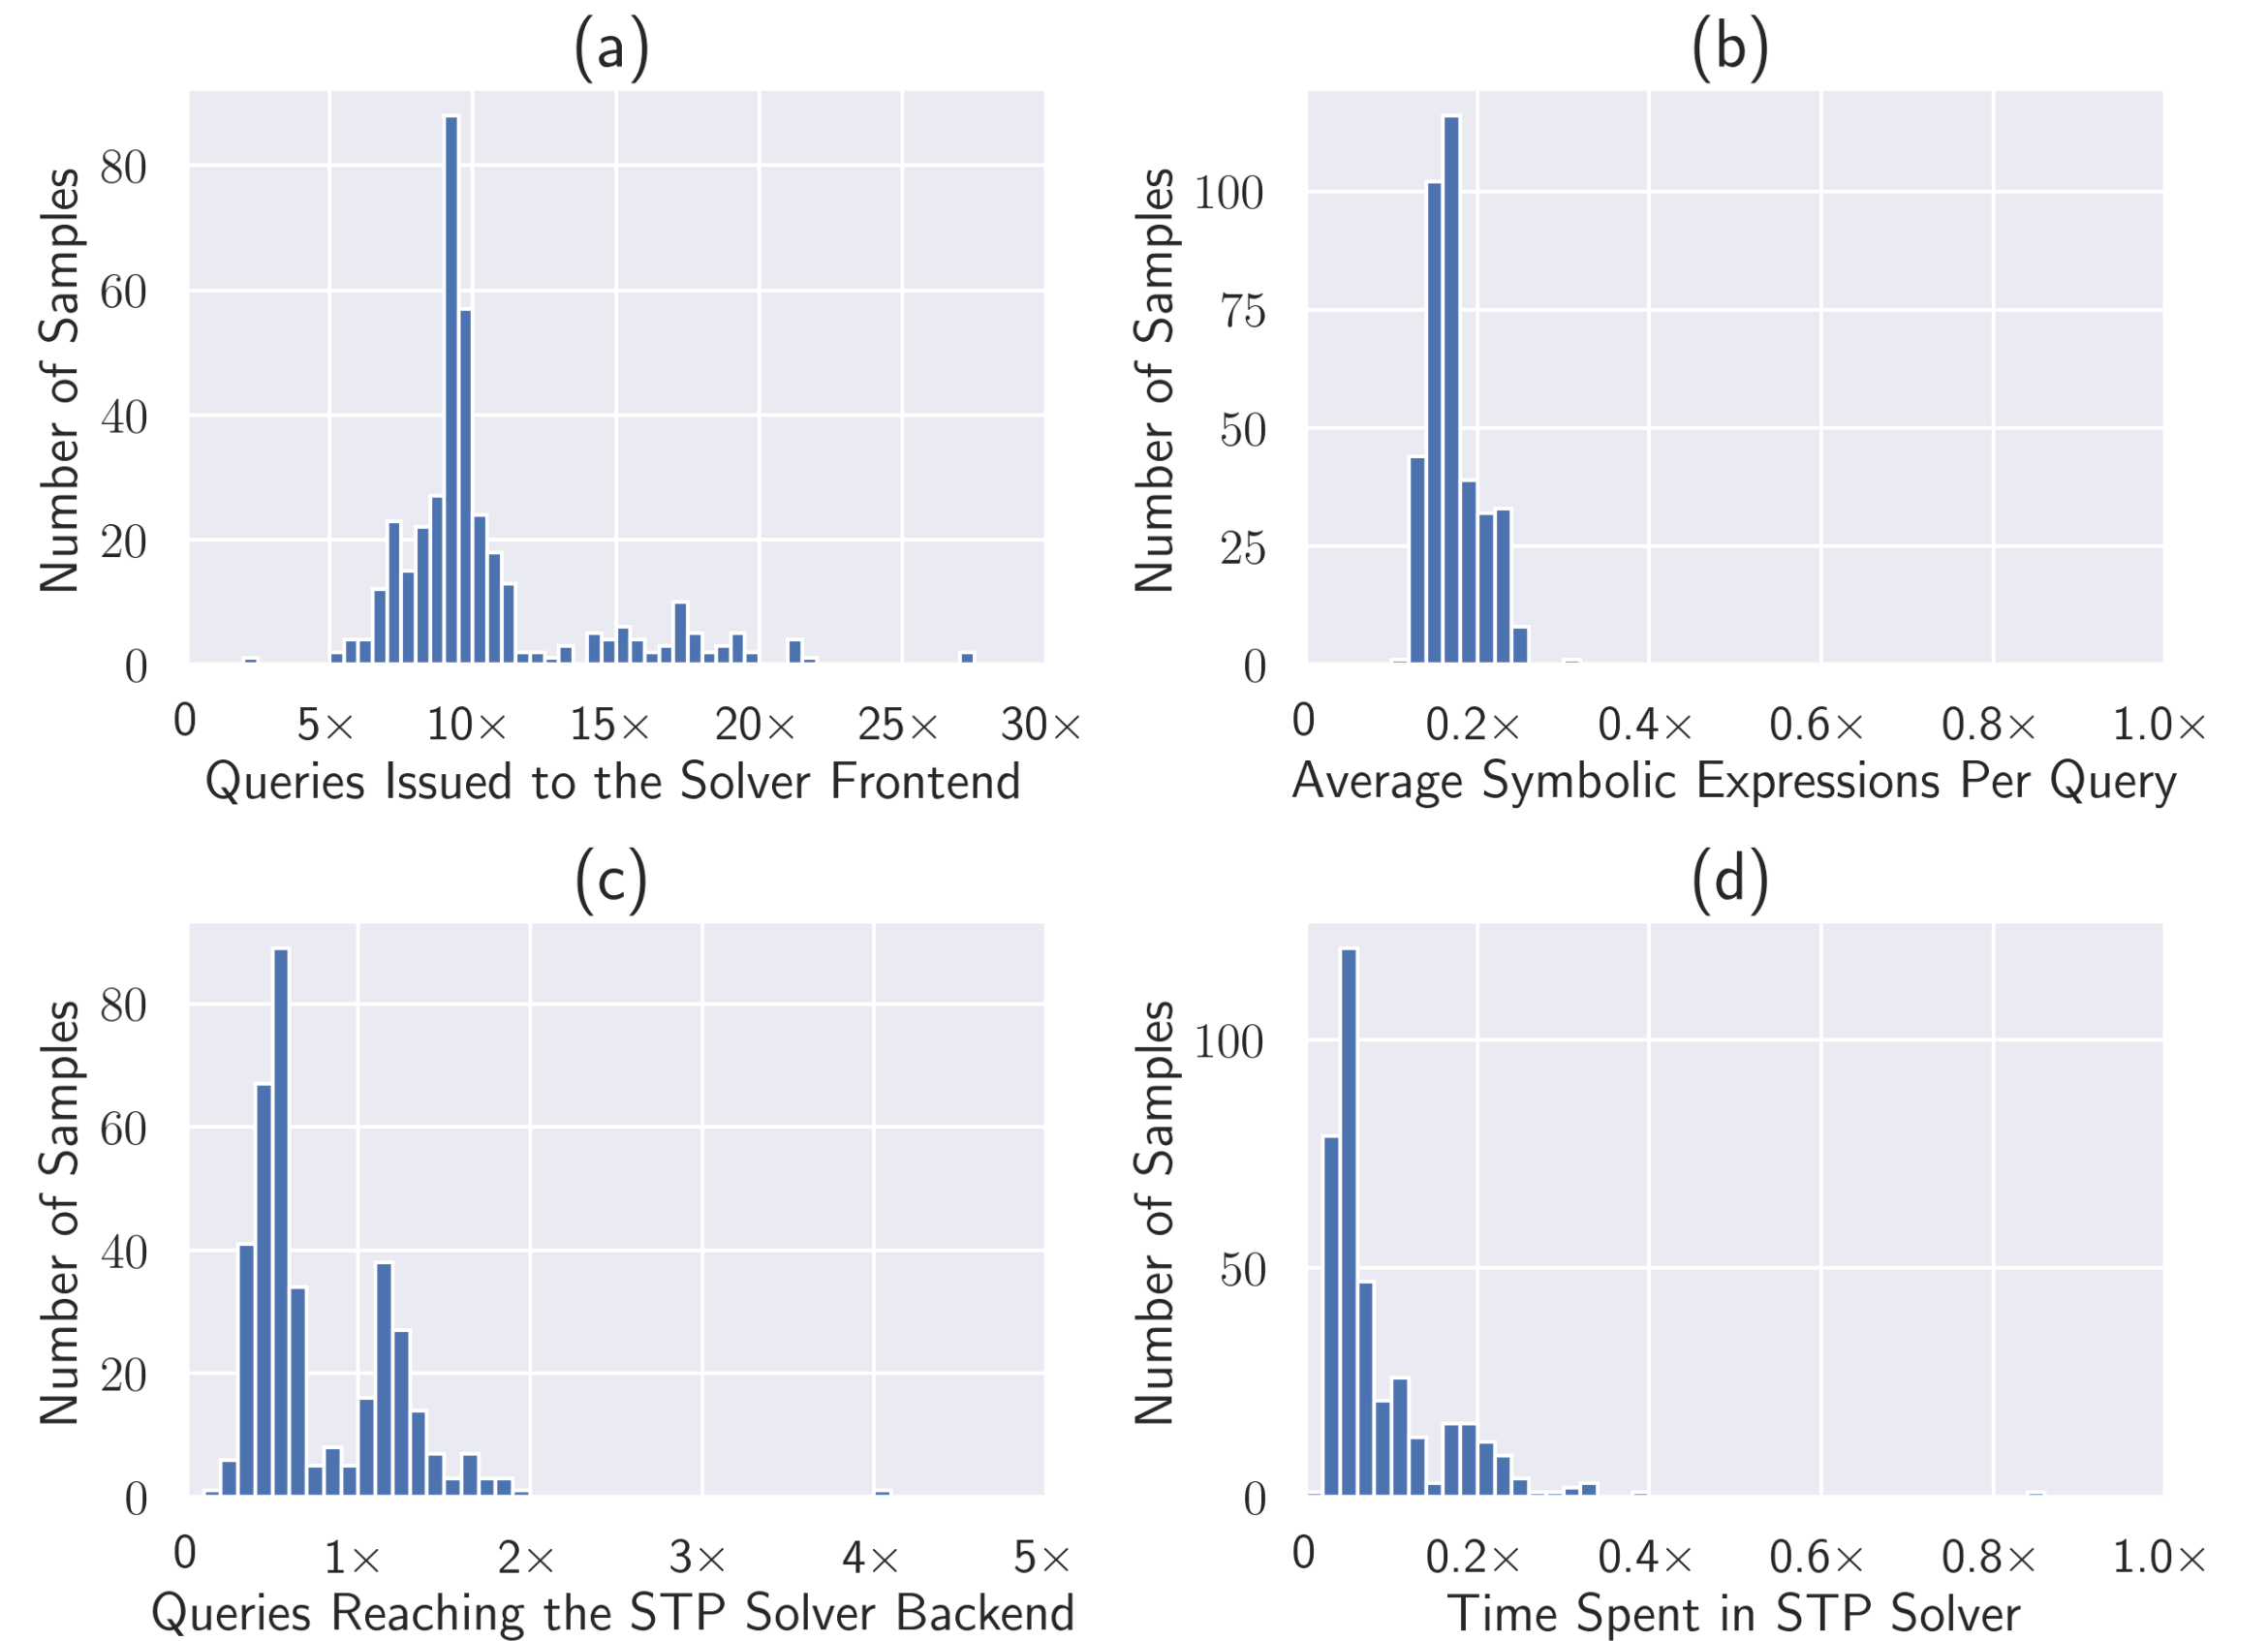 (a)
Number of Samples
80
60
40
20
0
0 5× 10× 15× 20× 25× 30×
Queries Issued to the Solver Frontend
(b)
Number of Samples
100
75
50
25
0
0 0.2× 0.4× 0.6× 0.8× 1.0×
Average Symbolic Expressions Per Query
(c)
Number of Samples
80
60
40
20
0
0 1× 2× 3× 4× 5×
Queries Reaching the STP Solver Backend
(d)
Number of Samples
100
50
0
0 0.2× 0.4× 0.6× 0.8× 1.0×
Time Spent in STP Solver